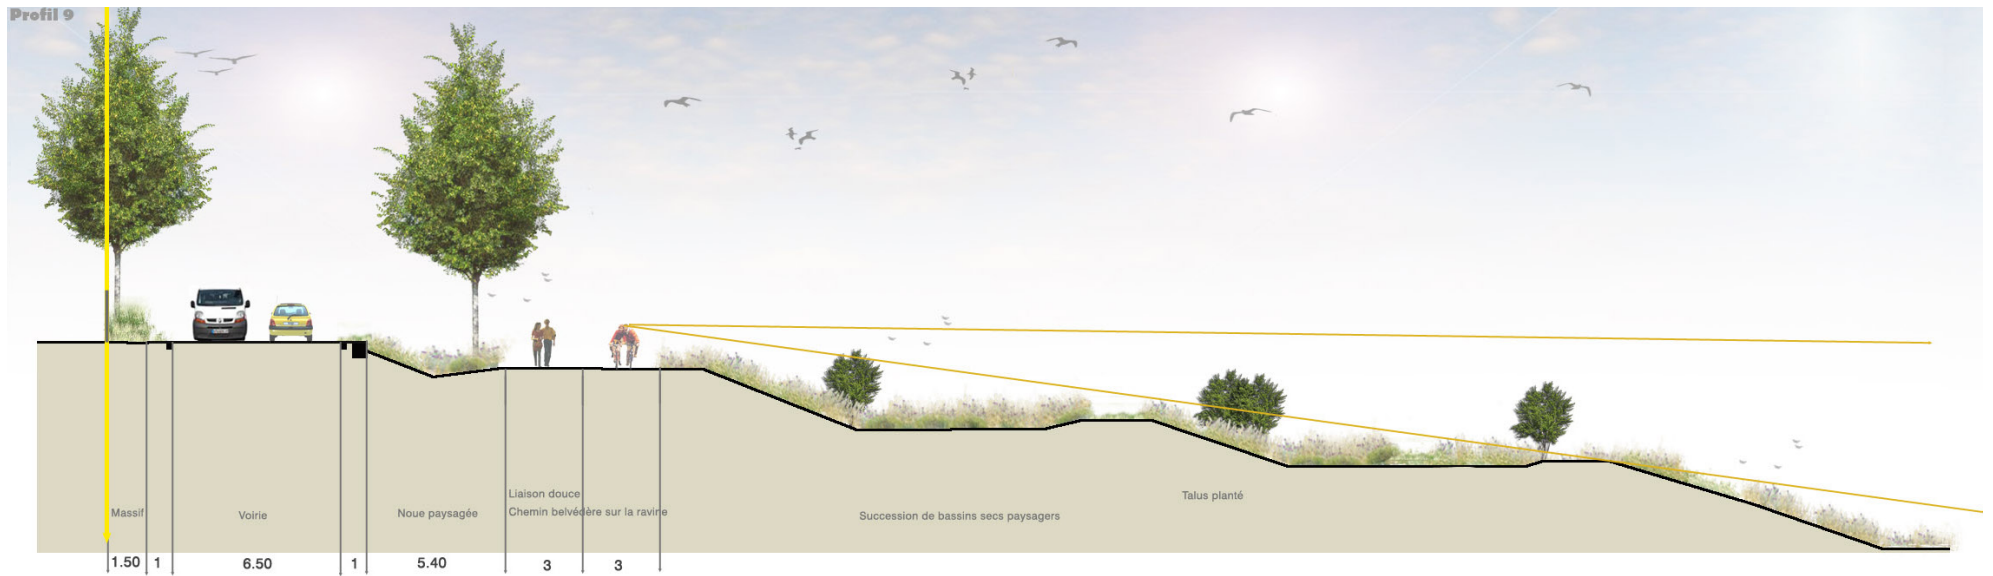 Profil 9
Massif
Voirie
Noue paysagée
Liaison douce
Chemin belvédère sur la ravine
Succession de bassins secs paysagers
Talus planté
1.50
1
6.50
1
5.40
3
3